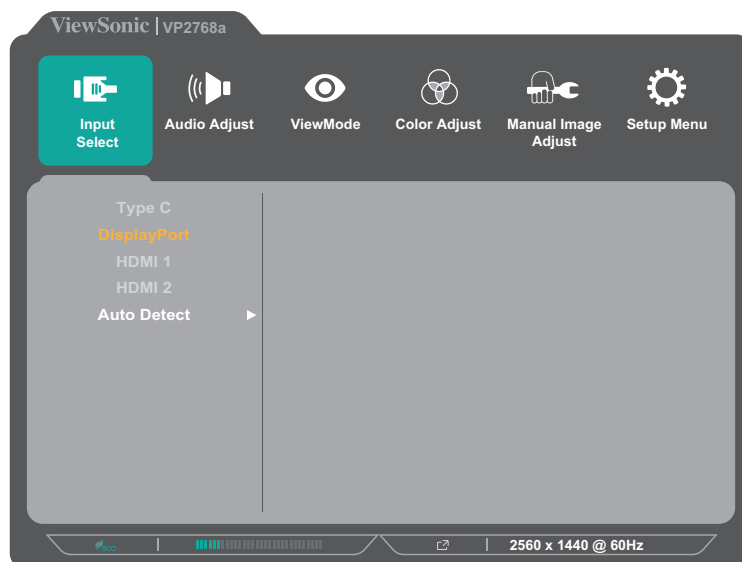 ViewSonic | VP2768a
Input Select
Audio Adjust
ViewMode
Color Adjust
Manual Image Adjust
Setup Menu
Type C
DisplayPort
HDMI 1
HDMI 2
Auto Detect
eco
2560 x 1440 @ 60Hz